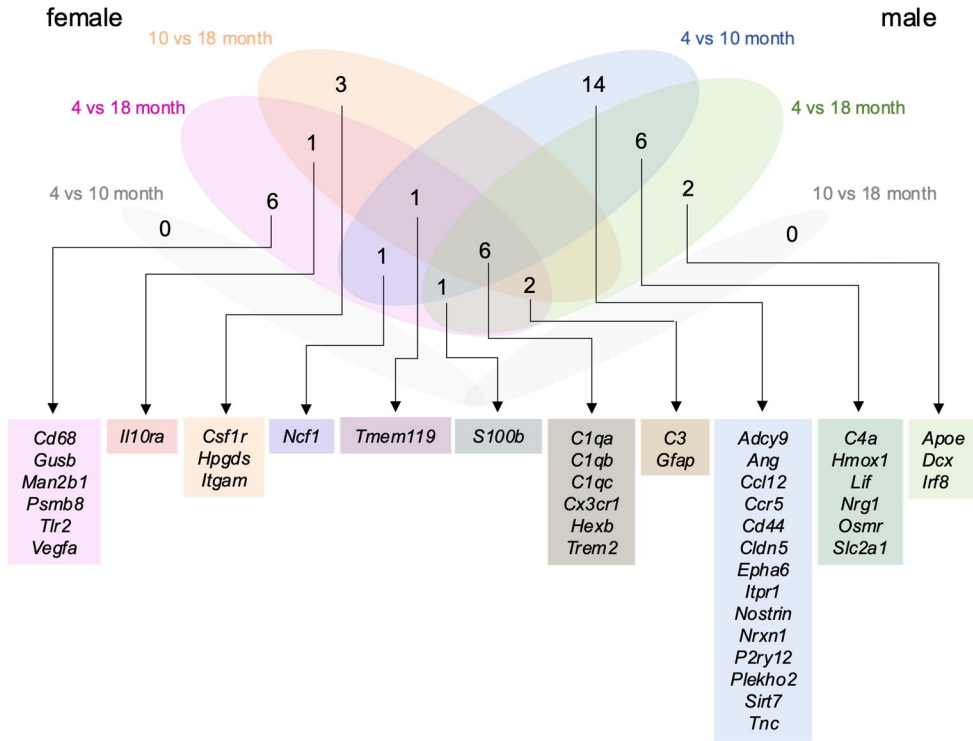 female
male
10 vs 18 month
4 vs 10 month
3
14
4 vs 18 month
4 vs 18 month
1
6
4 vs 10 month
10 vs 18 month
6
1
2
0
0
1
6
1
2
Cd68
Gusb
Man2b1
Psmb8
Tlr2
Vegfa
Il10ra
Csf1r
Hpgds
Itgam
Ncf1
Tmem119
S100b
C1qa
C1qb
C1qc
Cx3cr1
Hexb
Trem2
C3
Gfap
Adcy9
Ang
Ccl12
Ccr5
Cd44
Cldn5
Epha6
Itpr1
Nostrin
Nrxn1
P2ry12
Plekho2
Sirt7
Tnc
C4a
Hmox1
Lif
Nrg1
Osmr
Slc2a1
Apoe
Dcx
Irf8